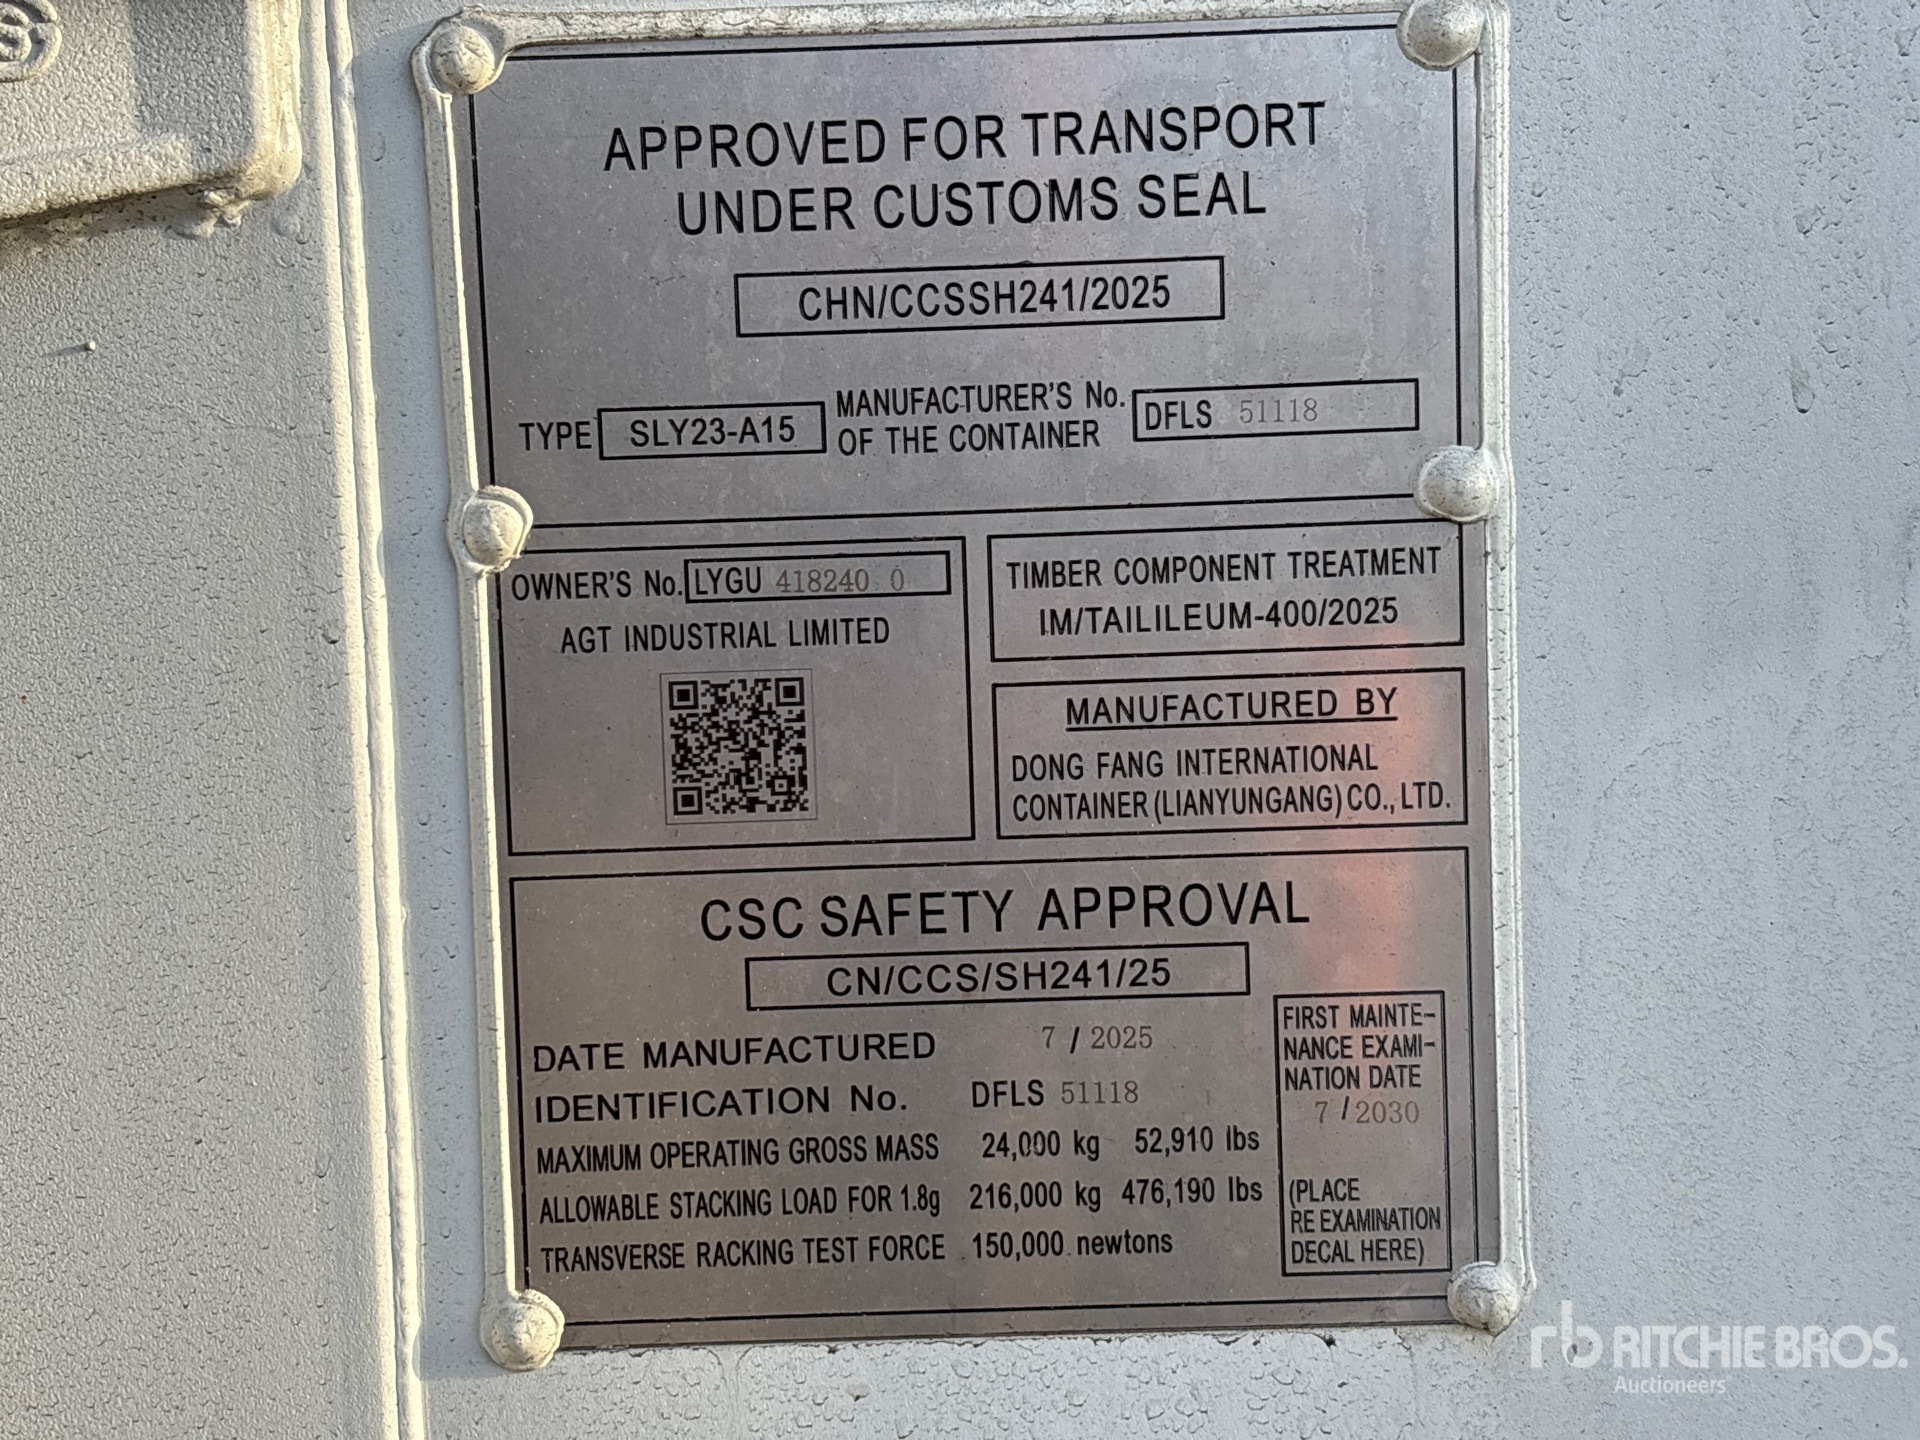 APPROVED FOR TRANSPORT
UNDER CUSTOMS SEAL
CHN/CCSSH241/2025
TYPE SLY23-A15
MANUFACTURER'S No.
OF THE CONTAINER
DFLS 51118
OWNER'S No. LYGU 418240 0
AGT INDUSTRIAL LIMITED
TIMBER COMPONENT TREATMENT
IM/TAILILEUM-400/2025
MANUFACTURED BY
DONG FANG INTERNATIONAL
CONTAINER (LIANYUNGANG) CO., LTD.
CSC SAFETY APPROVAL
CN/CCS/SH241/25
DATE MANUFACTURED 7 / 2025
IDENTIFICATION No. DFLS 51118
MAXIMUM OPERATING GROSS MASS 24,000 kg 52,910 lbs
ALLOWABLE STACKING LOAD FOR 1.8g 216,000 kg 476,190 lbs
TRANSVERSE RACKING TEST FORCE 150,000 newtons
FIRST MAINTE-
NANCE EXAMI-
NATION DATE
7 / 2030
(PLACE
RE EXAMINATION
DECAL HERE)
rb RITCHIE BROS.
Auctioneers